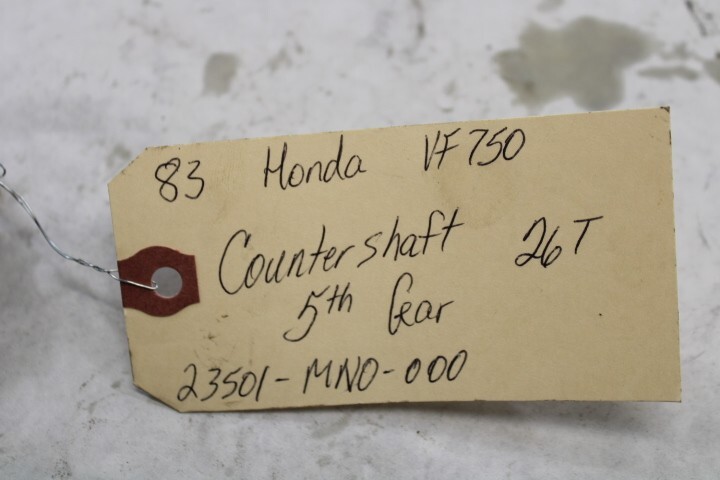 83 Honda VF750
Countershaft 26T
5th Gear
23501-MN0-000